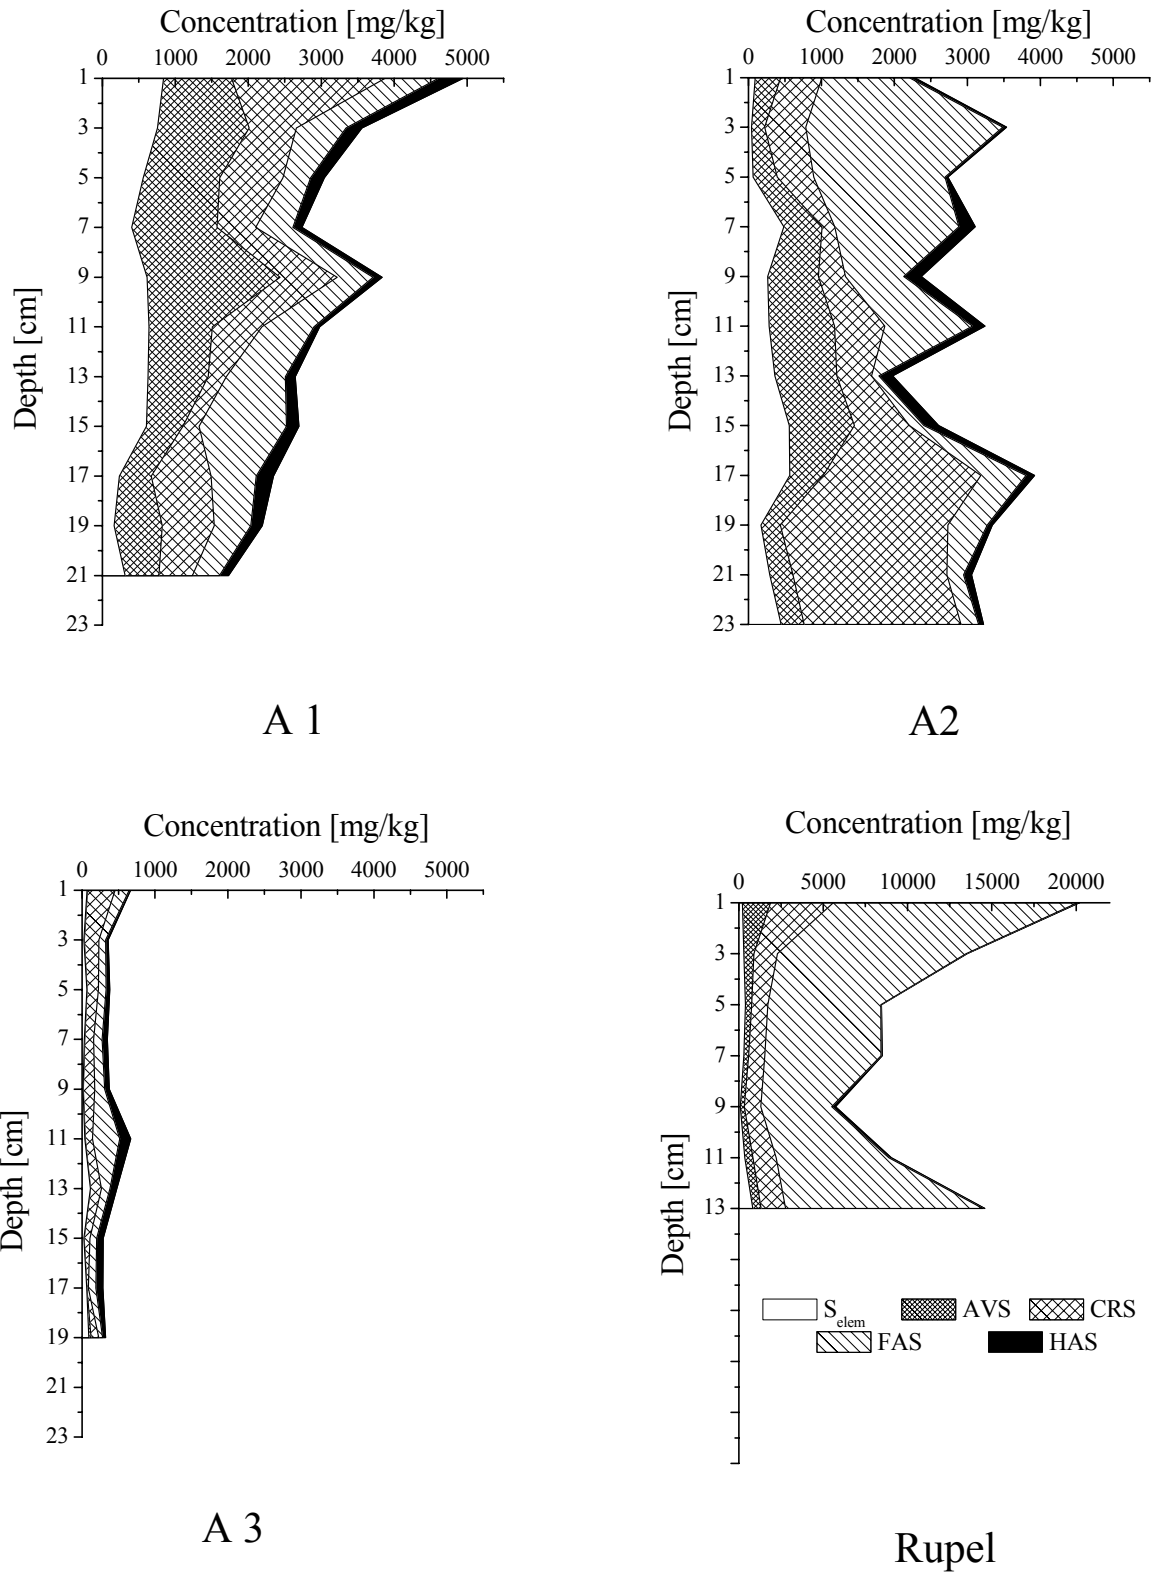 Concentration [mg/kg]
0 1000 2000 3000 4000 5000
1
3
5
7
9
11
13
15
17
19
21
23
Depth [cm]
A 1
Concentration [mg/kg]
0 1000 2000 3000 4000 5000
1
3
5
7
9
11
13
15
17
19
21
23
Depth [cm]
A2
Concentration [mg/kg]
0 1000 2000 3000 4000 5000
1
3
5
7
9
11
13
15
17
19
21
23
Depth [cm]
A 3
Concentration [mg/kg]
0 5000 10000 15000 20000
1
3
5
7
9
11
13
Depth [cm]
S elem AVS CRS
FAS HAS
Rupel